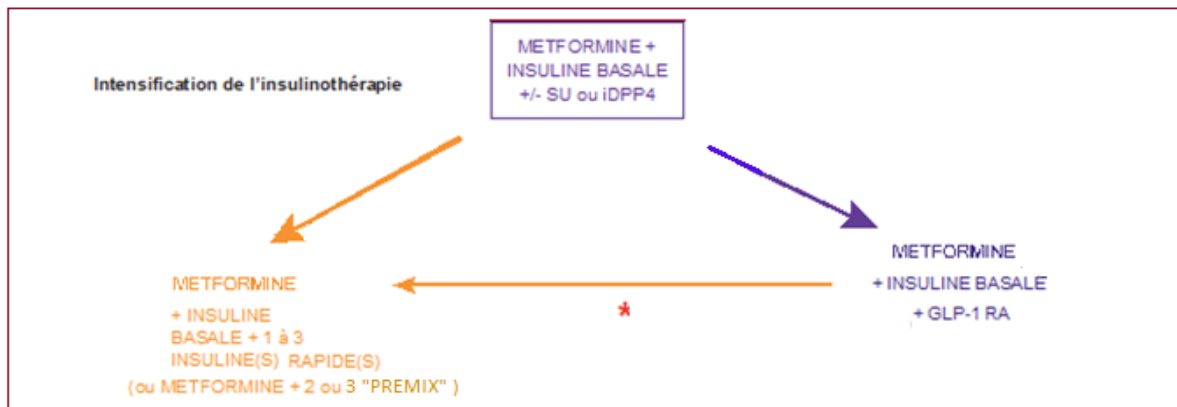 METFORMINE +
INSULINE BASALE
+/- SU ou iDPP4
Intensification de l'insulinothérapie
METFORMINE
+ INSULINE BASALE
+ GLP-1 RA
METFORMINE
+ INSULINE
BASALE + 1 à 3
INSULINE(S) RAPIDE(S)
(ou METFORMINE + 2 ou 3 "PREMIX" )
*